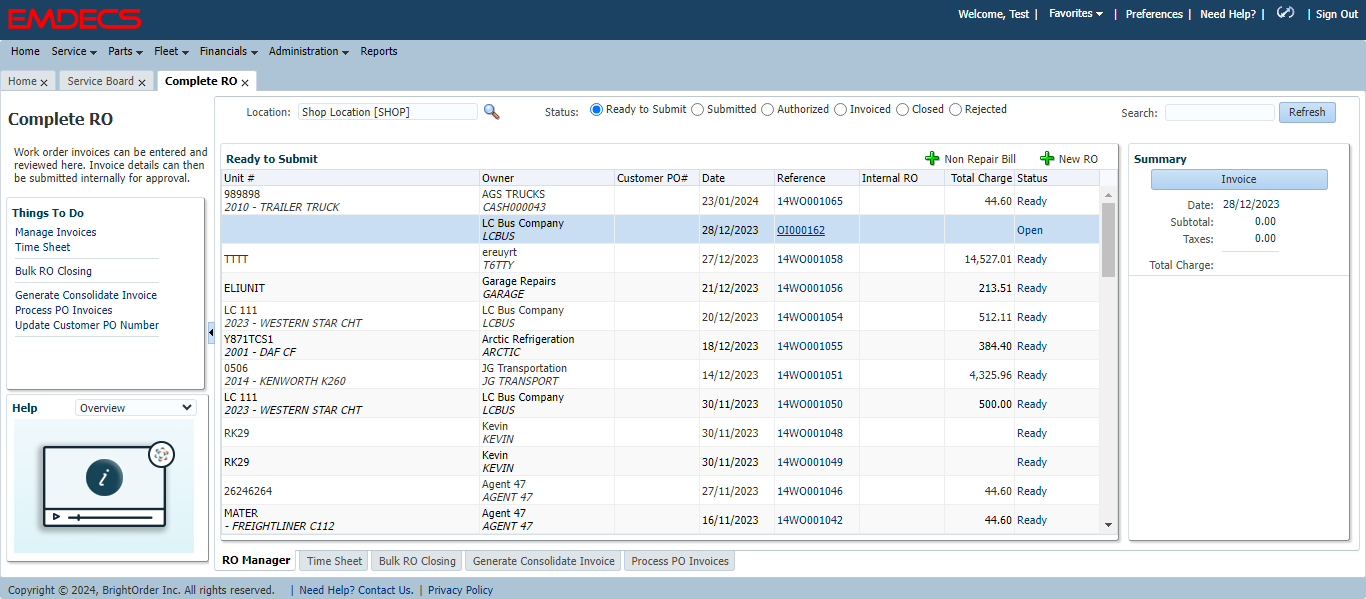 EMDECS
Welcome, Test | Favorites | Preferences | Need Help? | | Sign Out
Home Service Parts Fleet Financials Administration Reports
Home x Service Board x Complete RO x
Complete RO
Work order invoices can be entered and
reviewed here. Invoice details can then
be submitted internally for approval.
Things To Do
Manage Invoices
Time Sheet
Bulk RO Closing
Generate Consolidate Invoice
Process PO Invoices
Update Customer PO Number
Help Overview
i
Location: Shop Location [SHOP] Status: Ready to Submit Submitted Authorized Invoiced Closed Rejected Search: Refresh
Ready to Submit Non Repair Bill New RO
Unit # Owner Customer PO# Date Reference Internal RO Total Charge Status
989898 AGS TRUCKS 23/01/2024 14WO001065 44.60 Ready
2010 - TRAILER TRUCK CASH000043
LC Bus Company 28/12/2023 OI000162 Open
LCBUS
TTTT ereuyrt 27/12/2023 14WO001058 14,527.01 Ready
T6TTY
ELIUNIT Garage Repairs 21/12/2023 14WO001056 213.51 Ready
GARAGE
LC 111 LC Bus Company 20/12/2023 14WO001054 512.11 Ready
2023 - WESTERN STAR CHT LCBUS
Y871TCS1 Arctic Refrigeration 18/12/2023 14WO001055 384.40 Ready
2001 - DAF CF ARCTIC
0506 JG Transportation 14/12/2023 14WO001051 4,325.96 Ready
2014 - KENWORTH K260 JG TRANSPORT
LC 111 LC Bus Company 30/11/2023 14WO001050 500.00 Ready
2023 - WESTERN STAR CHT LCBUS
RK29 Kevin 30/11/2023 14WO001048 Ready
KEVIN
RK29 Kevin 30/11/2023 14WO001049 Ready
KEVIN
26246264 Agent 47 27/11/2023 14WO001046 44.60 Ready
AGENT 47
MATER Agent 47 16/11/2023 14WO001042 44.60 Ready
- FREIGHTLINER C112 AGENT 47
Summary
Invoice
Date: 28/12/2023
Subtotal: 0.00
Taxes: 0.00
Total Charge:
RO Manager Time Sheet Bulk RO Closing Generate Consolidate Invoice Process PO Invoices
Copyright © 2024, BrightOrder Inc. All rights reserved. | Need Help? Contact Us. | Privacy Policy